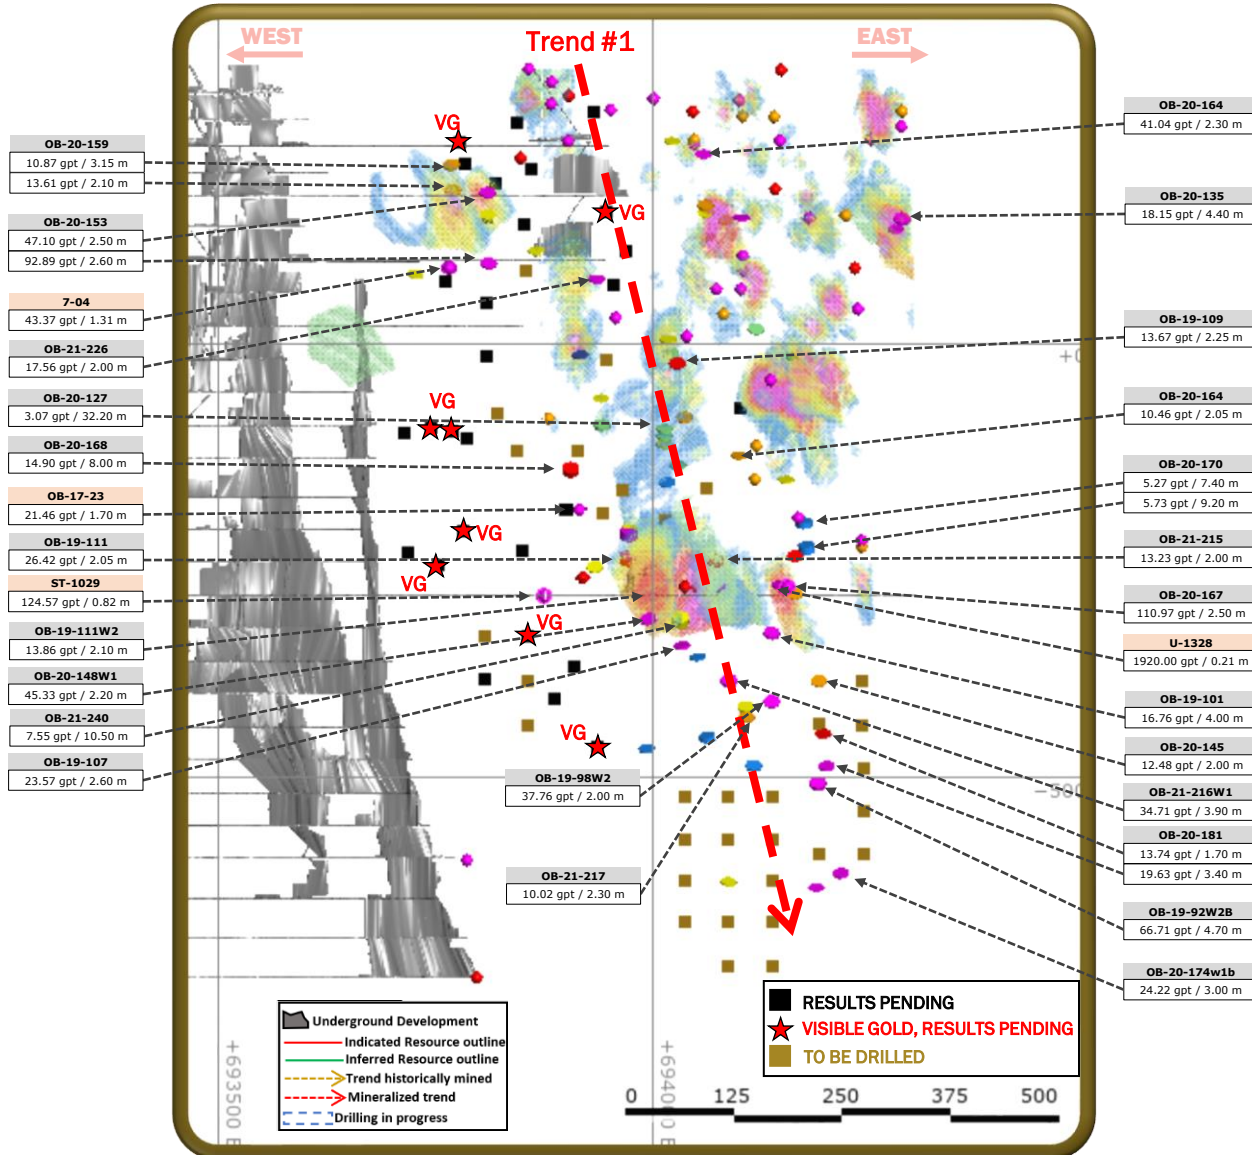 WEST
Trend #1
EAST
VG
VG
VG
VG
VG
VG
VG
OB-20-159
10.87 gpt / 3.15 m
13.61 gpt / 2.10 m
OB-20-153
47.10 gpt / 2.50 m
92.89 gpt / 2.60 m
7-04
43.37 gpt / 1.31 m
OB-21-226
17.56 gpt / 2.00 m
OB-20-127
3.07 gpt / 32.20 m
OB-20-168
14.90 gpt / 8.00 m
OB-17-23
21.46 gpt / 1.70 m
OB-19-111
26.42 gpt / 2.05 m
ST-1029
124.57 gpt / 0.82 m
OB-19-111W2
13.86 gpt / 2.10 m
OB-20-148W1
45.33 gpt / 2.20 m
OB-21-240
7.55 gpt / 10.50 m
OB-19-107
23.57 gpt / 2.60 m
OB-19-98W2
37.76 gpt / 2.00 m
OB-21-217
10.02 gpt / 2.30 m
OB-20-164
41.04 gpt / 2.30 m
OB-20-135
18.15 gpt / 4.40 m
OB-19-109
13.67 gpt / 2.25 m
+0
OB-20-164
10.46 gpt / 2.05 m
OB-20-170
5.27 gpt / 7.40 m
5.73 gpt / 9.20 m
OB-21-215
13.23 gpt / 2.00 m
OB-20-167
110.97 gpt / 2.50 m
U-1328
1920.00 gpt / 0.21 m
OB-19-101
16.76 gpt / 4.00 m
OB-20-145
12.48 gpt / 2.00 m
-500
OB-21-216W1
34.71 gpt / 3.90 m
OB-20-181
13.74 gpt / 1.70 m
19.63 gpt / 3.40 m
OB-19-92W2B
66.71 gpt / 4.70 m
OB-20-174w1b
24.22 gpt / 3.00 m
+693500 E
+6940
Underground Development
Indicated Resource outline
Inferred Resource outline
Trend historically mined
Mineralized trend
Drilling in progress
RESULTS PENDING
VISIBLE GOLD, RESULTS PENDING
TO BE DRILLED
0 125 250 375 500